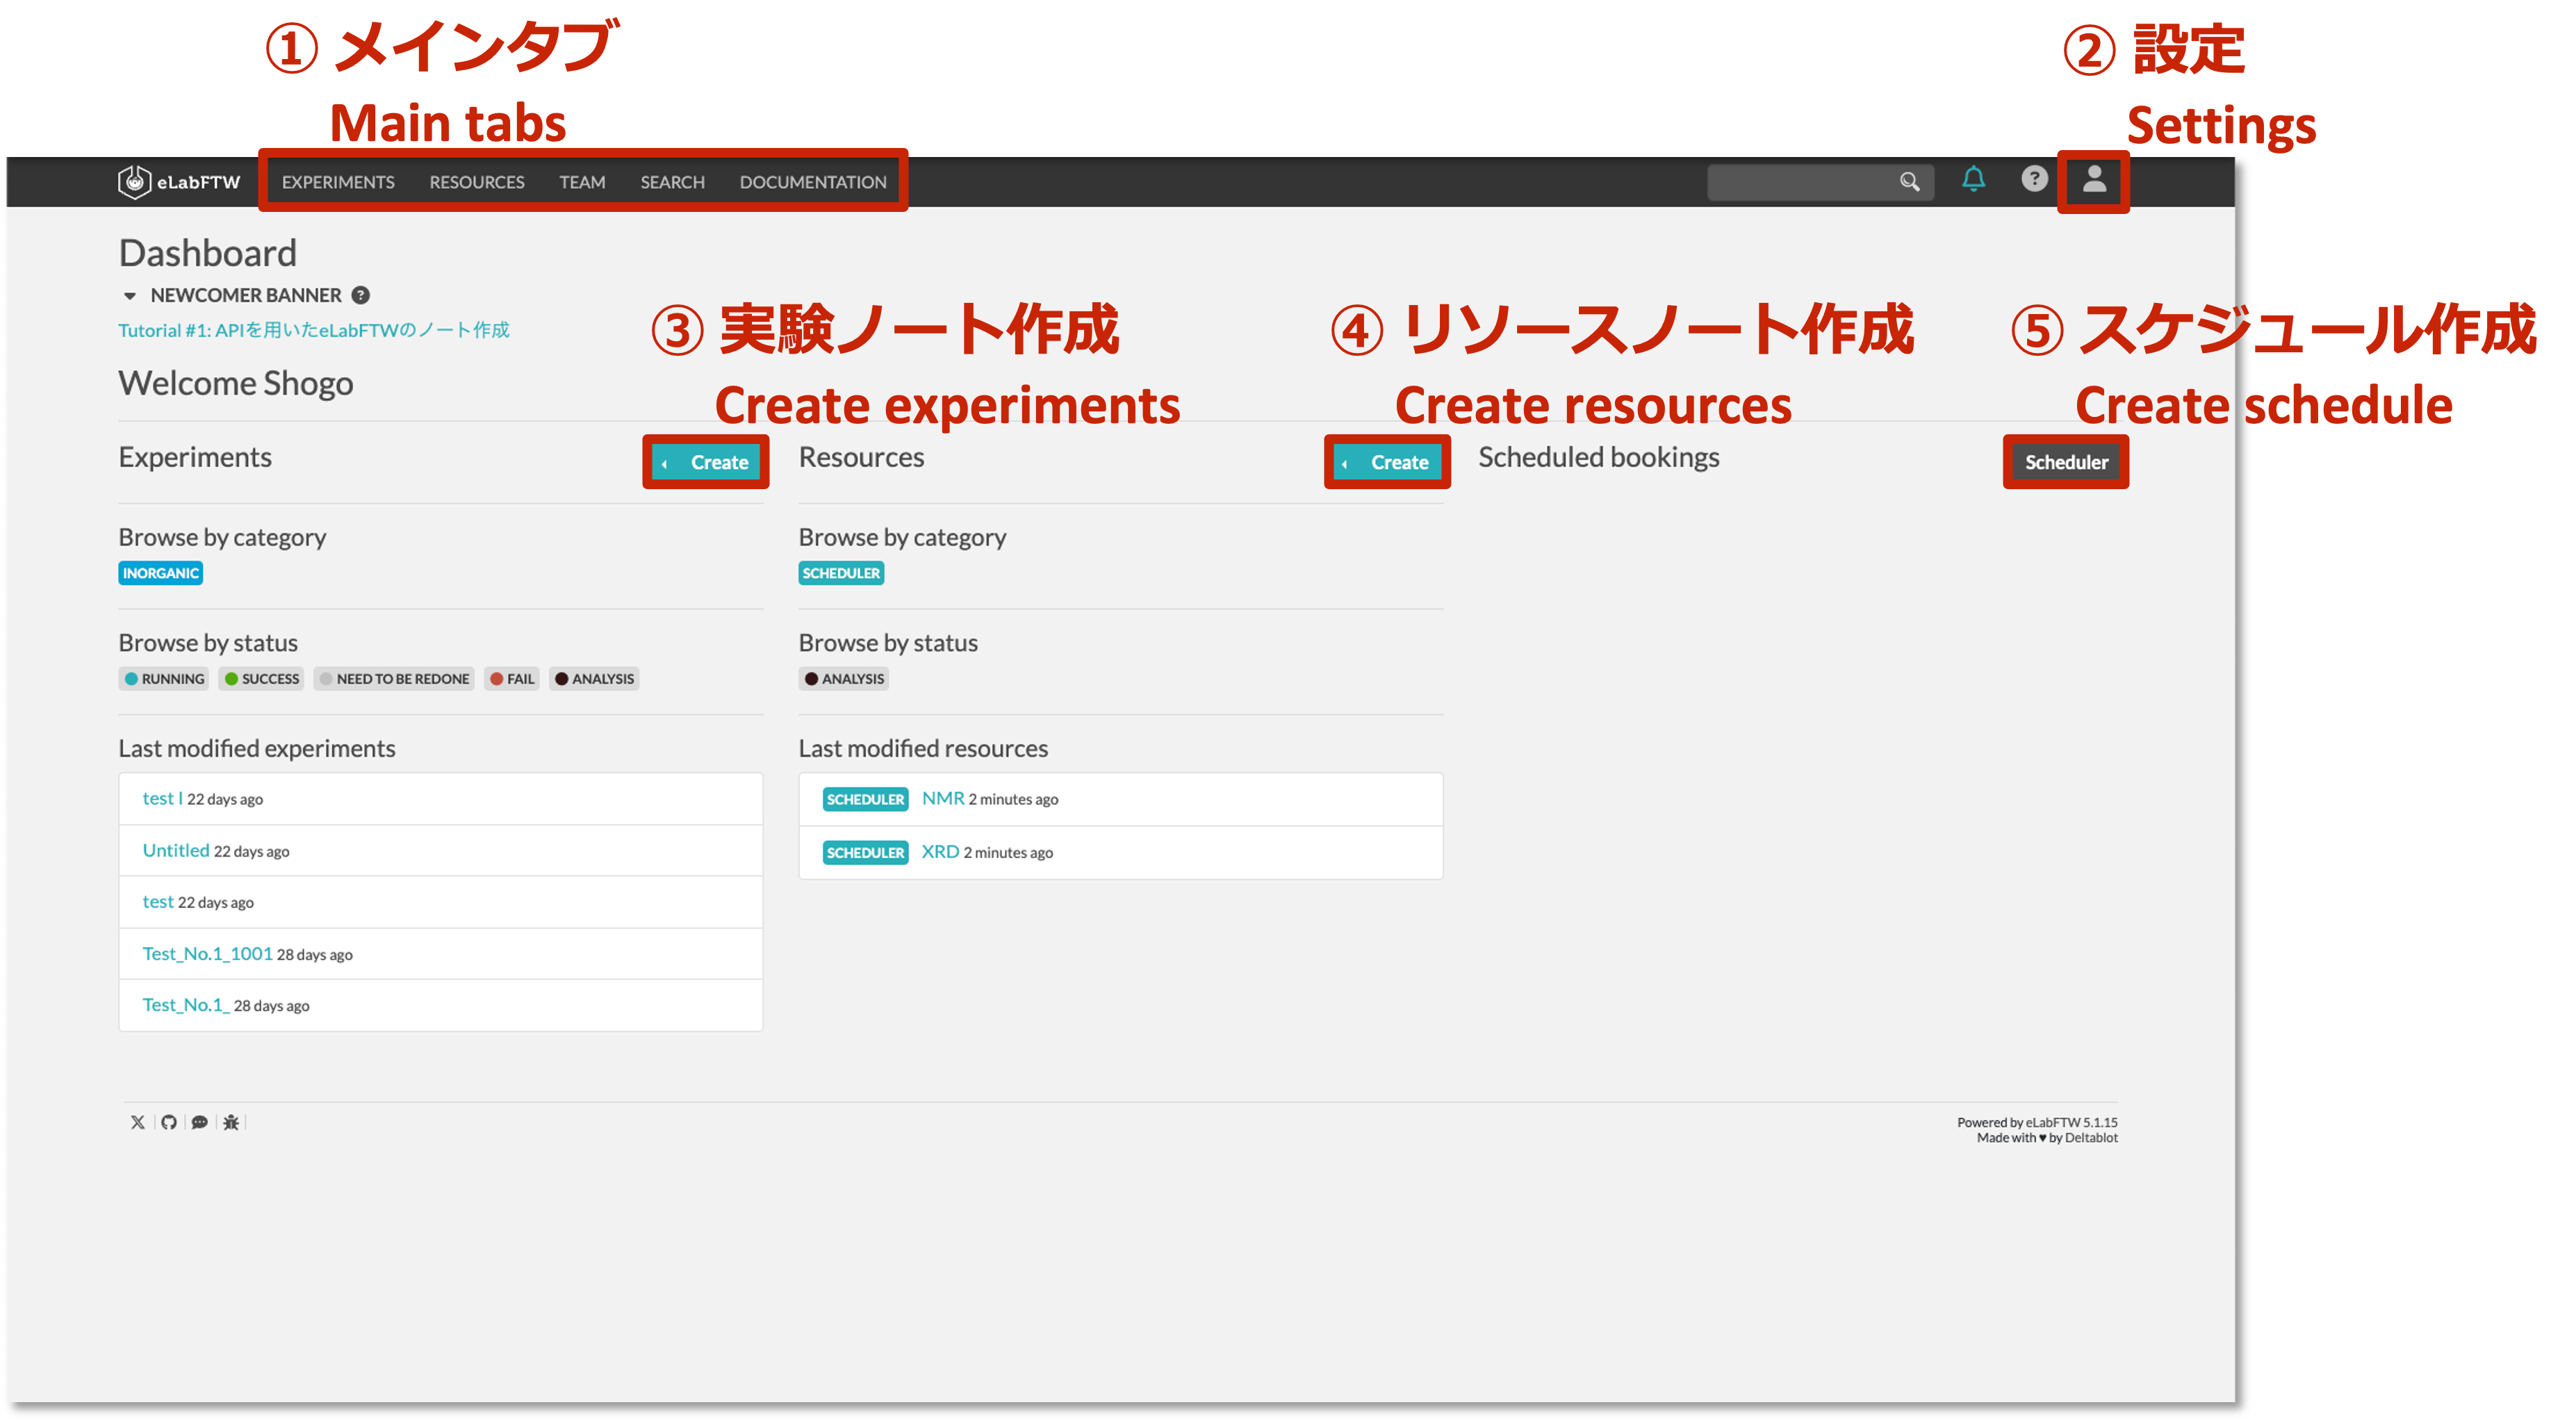 ① メインタブ
Main tabs
② 設定
Settings
eLabFTW EXPERIMENTS RESOURCES TEAM SEARCH DOCUMENTATION
Dashboard
NEWCOMER BANNER
Tutorial #1: APIを用いたeLabFTWのノート作成
Welcome Shogo
③ 実験ノート作成
Create experiments
④ リソースノート作成
Create resources
⑤ スケジュール作成
Create schedule
Experiments
Create
Browse by category
INORGANIC
Browse by status
RUNNING SUCCESS NEED TO BE REDONE FAIL ANALYSIS
Last modified experiments
test I 22 days ago
Untitled 22 days ago
test 22 days ago
Test_No.1_1001 28 days ago
Test_No.1_ 28 days ago
Resources
Create
Browse by category
SCHEDULER
Browse by status
ANALYSIS
Last modified resources
SCHEDULER NMR 2 minutes ago
SCHEDULER XRD 2 minutes ago
Scheduled bookings
Scheduler
Powered by eLabFTW 5.1.15
Made with ♥ by Deltablot